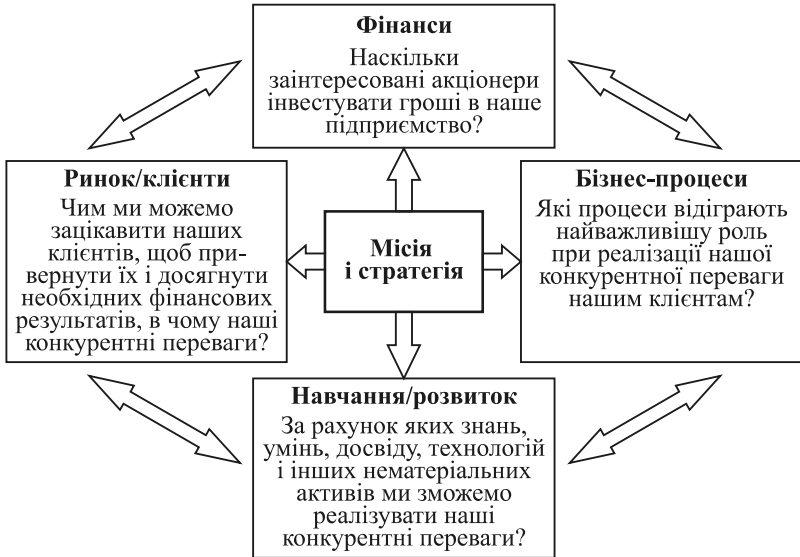 Фінанси
Наскільки
заінтересовані акціонери
інвестувати гроші в наше
підприємство?
Ринок/клієнти
Чим ми можемо
зацікавити наших
клієнтів, щоб при-
вернути їх і досягнути
необхідних фінансових
результатів, в чому наші
конкурентні переваги?
Місія
і стратегія
Бізнес-процеси
Які процеси відіграють
найважливішу роль
при реалізації нашої
конкурентної переваги
нашим клієнтам?
Навчання/розвиток
За рахунок яких знань,
умінь, досвіду, технологій
і інших нематеріальних
активів ми зможемо
реалізувати наші
конкурентні переваги?